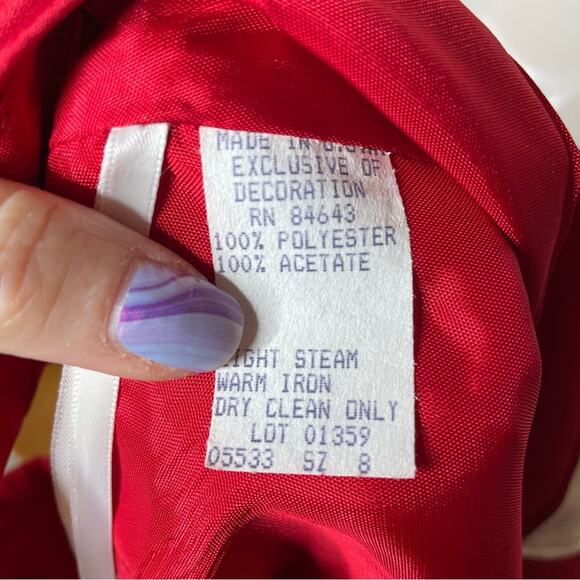 MADE IN U.S.A.
EXCLUSIVE OF
DECORATION
RN 84643
100% POLYESTER
100% ACETATE
LIGHT STEAM
WARM IRON
DRY CLEAN ONLY
LOT 01359
05533 SZ 8